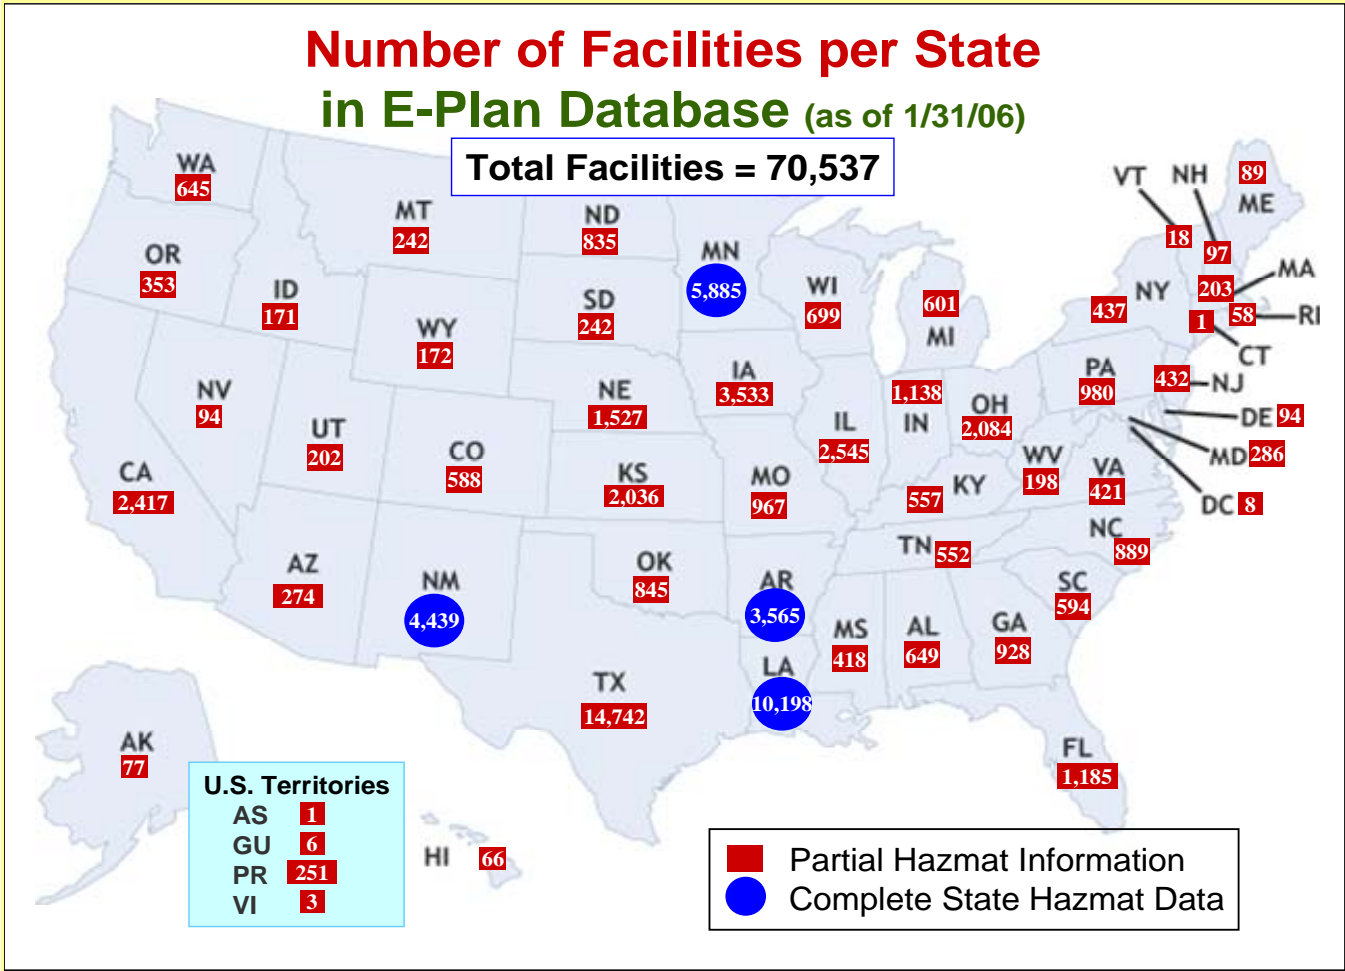 Number of Facilities per State
in E-Plan Database (as of 1/31/06)
Total Facilities = 70,537
WA
645
OR
353
ID
171
MT
242
ND
835
MN
5,885
WI
699
601
MI
SD
242
WY
172
NV
94
UT
202
CO
588
NE
1,527
IA
3,533
IL
2,545
1,138
IN
OH
2,084
PA
980
437
NY
VT
18
NH
97
89
ME
MA
203
RI
58
CT
1
432
NJ
DE 94
MD 286
DC 8
WV
198
VA
421
557
KY
KS
2,036
MO
967
CA
2,417
AZ
274
NM
4,439
OK
845
AR
3,565
TN 552
NC
889
SC
594
GA
928
AL
649
MS
418
LA
10,198
TX
14,742
FL
1,185
AK
77
HI 66
U.S. Territories
AS 1
GU 6
PR 251
VI 3
Partial Hazmat Information
Complete State Hazmat Data